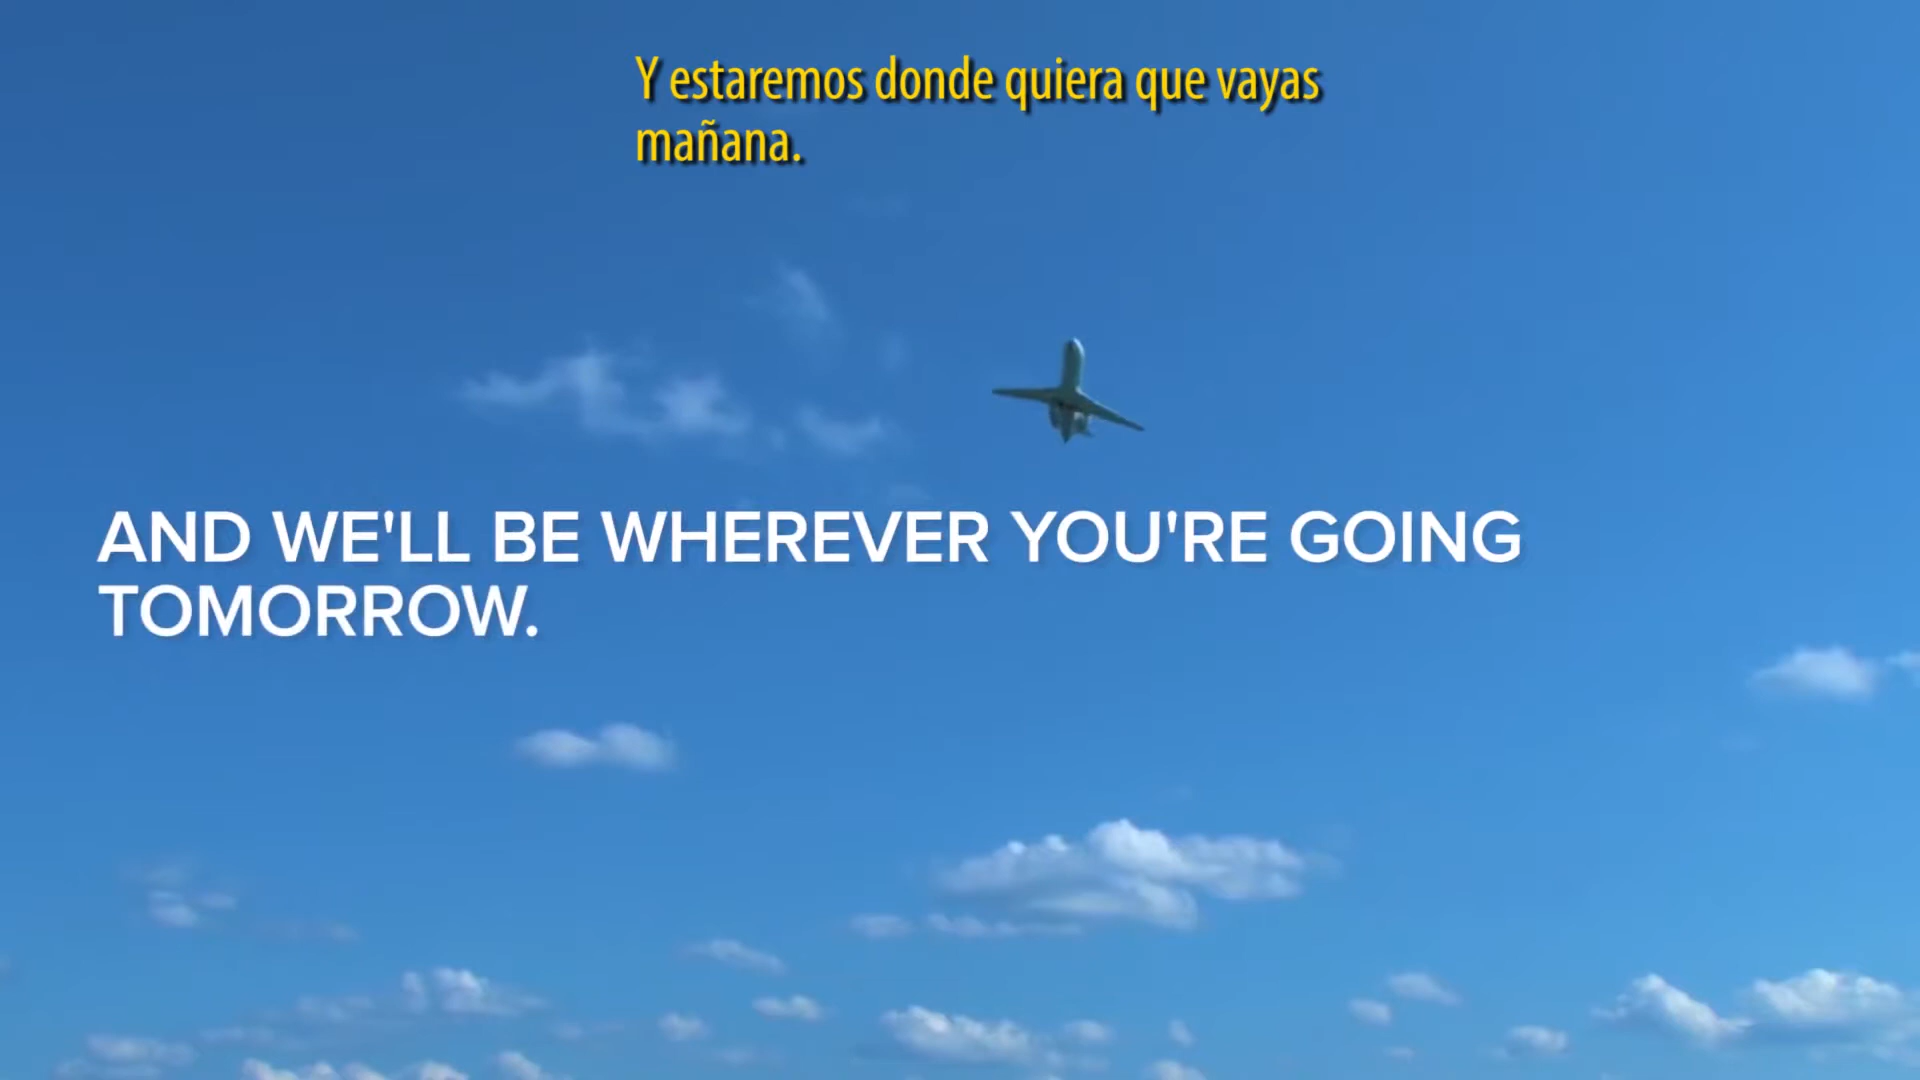 Y estaremos donde quiera que vayas
mañana.
AND WE'LL BE WHEREVER YOU'RE GOING
TOMORROW.